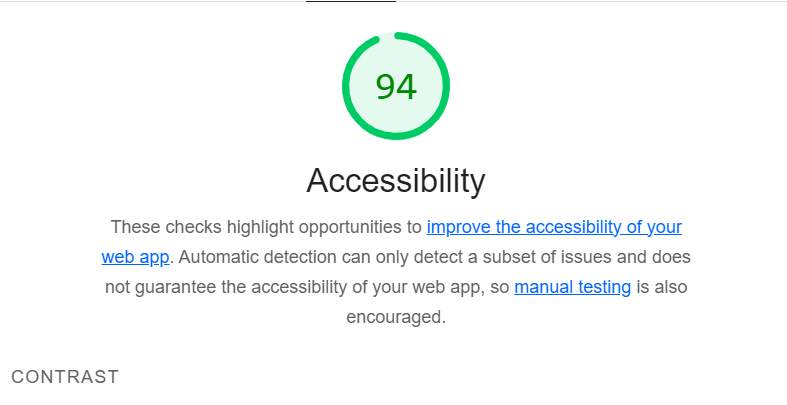 94
Accessibility
These checks highlight opportunities to improve the accessibility of your
web app. Automatic detection can only detect a subset of issues and does
not guarantee the accessibility of your web app, so manual testing is also
encouraged.
CONTRAST